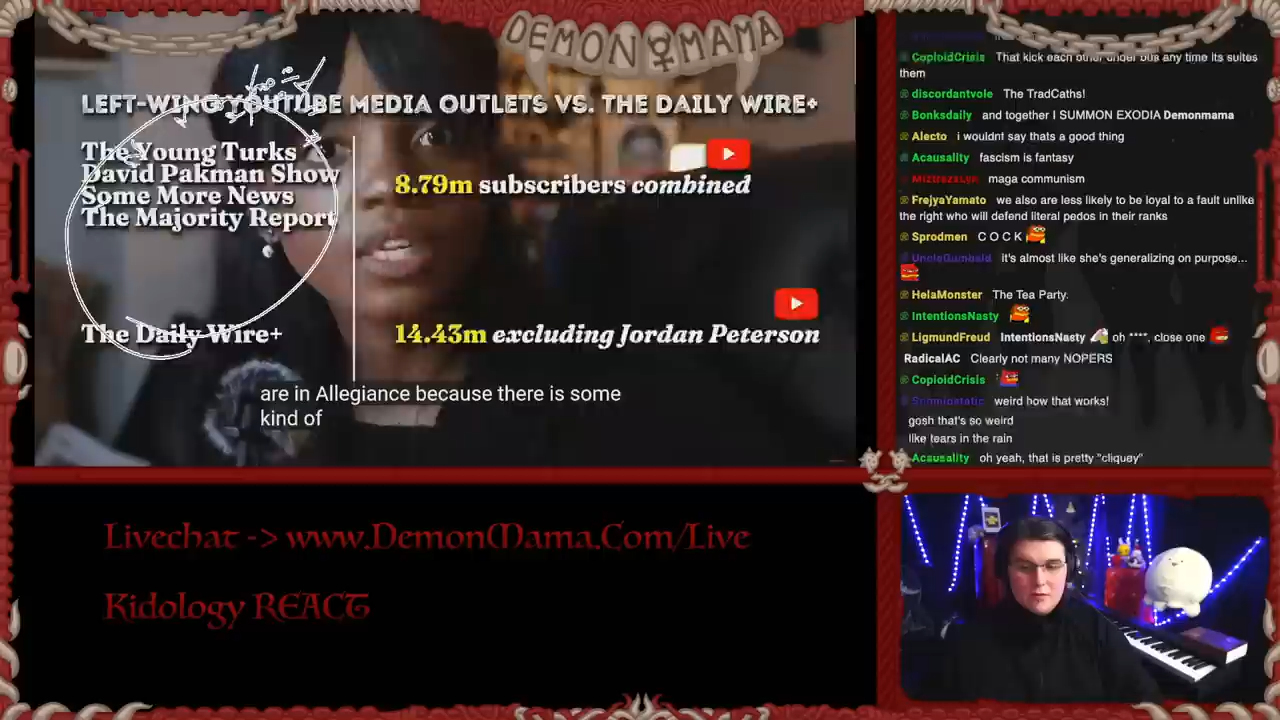 DEMON MAMA
LEFT-WING YOUTUBE MEDIA OUTLETS VS. THE DAILY WIRE+
The Young Turks
David Pakman Show
Some More News
The Majority Report
8.79m subscribers combined
The Daily Wire+
14.43m excluding Jordan Peterson
are in Allegiance because there is some
kind of
CoploidCrisis That kick each other under bus any time its suites
them
discordantvole The TradCaths!
Bonksdaily and together I SUMMON EXODIA Demonmama
Alecto i wouldnt say thats a good thing
Acausality fascism is fantasy
MiztressLyn maga communism
FrejyaYamato we also are less likely to be loyal to a fault unlike
the right who will defend literal pedos in their ranks
Sprodmen C O C K
UncleGumbald it's almost like she's generalizing on purpose...
HelaMonster The Tea Party.
IntentionsNasty
LigmundFreud IntentionsNasty oh ****, close one
RadicalAC Clearly not many NOPERS
CoploidCrisis
weird how that works!
gosh that's so weird
like tears in the rain
Acausality oh yeah, that is pretty "cliquey"
Livechat -> www.DemonMama.Com/Live
Kidology REACT